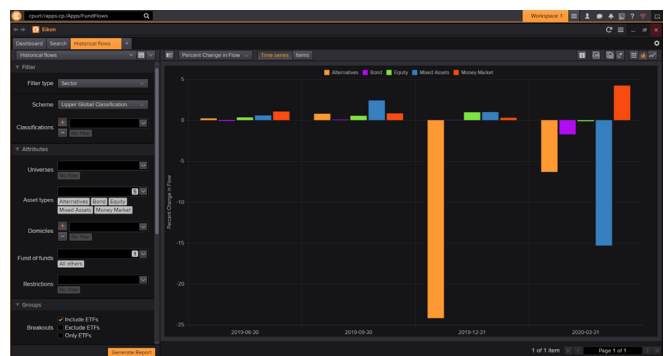 cpurl://apps.cp./Apps/FundFlows
Workspace 1
Eikon
Dashboard Search Historical flows +
Historical flows
Percent Change in Flow Time series Items
Filter
Filter type Sector
Scheme Upper Global Classification
Classifications
No filter
Attributes
Universes
No filter
Asset types 5
Alternatives Bond Equity
Mixed Assets Money Market
Domiciles
No filter
Fund of funds 1
All others
Restrictions
No filter
Groups
Include ETFs
Breakouts Exclude ETFs
Only ETFs
Generate Report
Alternatives Bond Equity Mixed Assets Money Market
Percent Change in Flow
5
0
-5
-10
-15
-20
-25
2019-06-30 2019-09-30 2019-12-31 2020-03-31
1 of 1 item Page 1 of 1